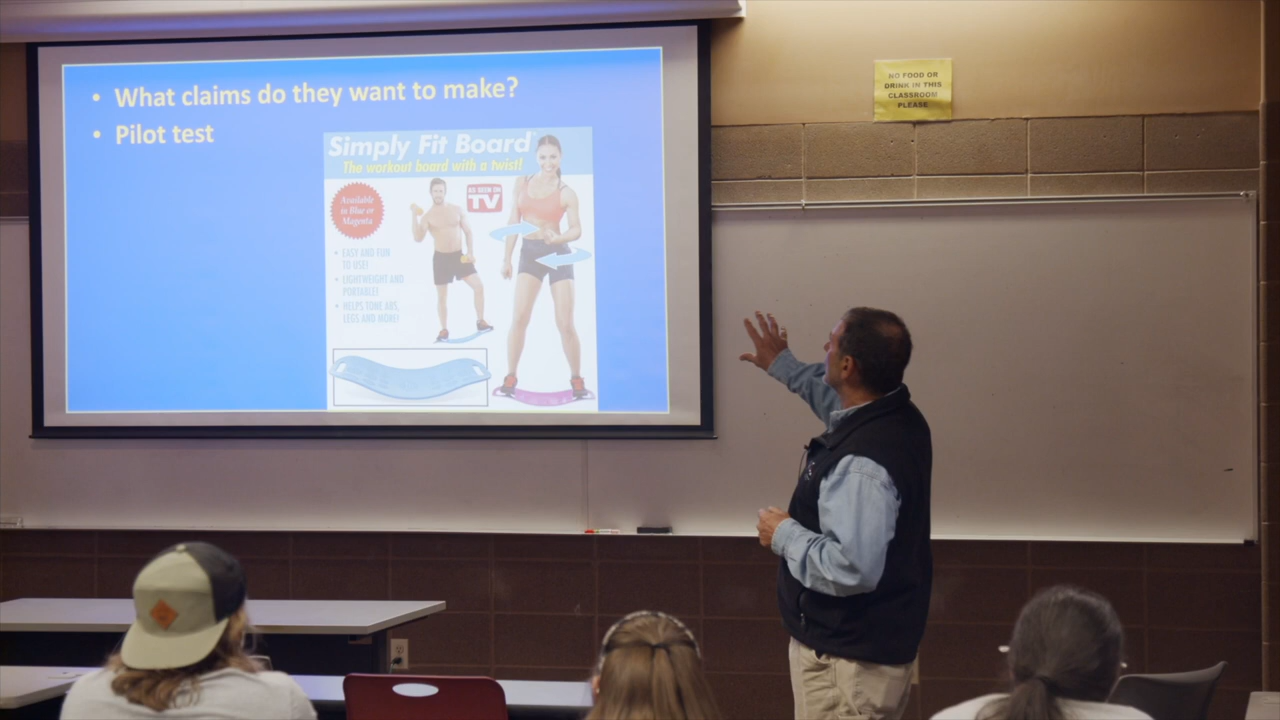 • What claims do they want to make?
• Pilot test
Simply Fit Board
The workout board with a twist!
AS SEEN ON
TV
Available
in Blue or
Magenta
• EASY AND FUN
TO USE!
• LIGHTWEIGHT AND
PORTABLE!
• HELPS TONE ABS,
LEGS AND MORE!
NO FOOD OR
DRINK IN THIS
CLASSROOM
PLEASE